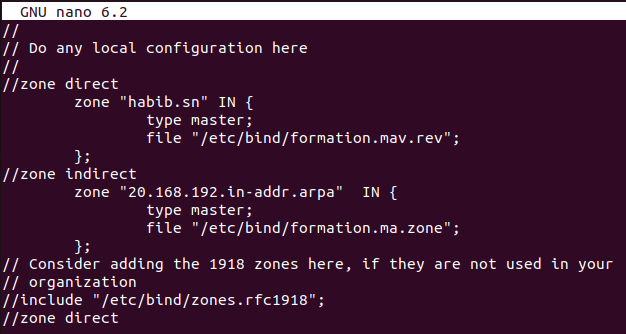 GNU nano 6.2
//
// Do any local configuration here
//
//zone direct
zone "habib.sn" IN {
type master;
file "/etc/bind/formation.mav.rev";
};
//zone indirect
zone "20.168.192.in-addr.arpa"  IN {
type master;
file "/etc/bind/formation.ma.zone";
};
// Consider adding the 1918 zones here, if they are not used in your
// organization
//include "/etc/bind/zones.rfc1918";
//zone direct